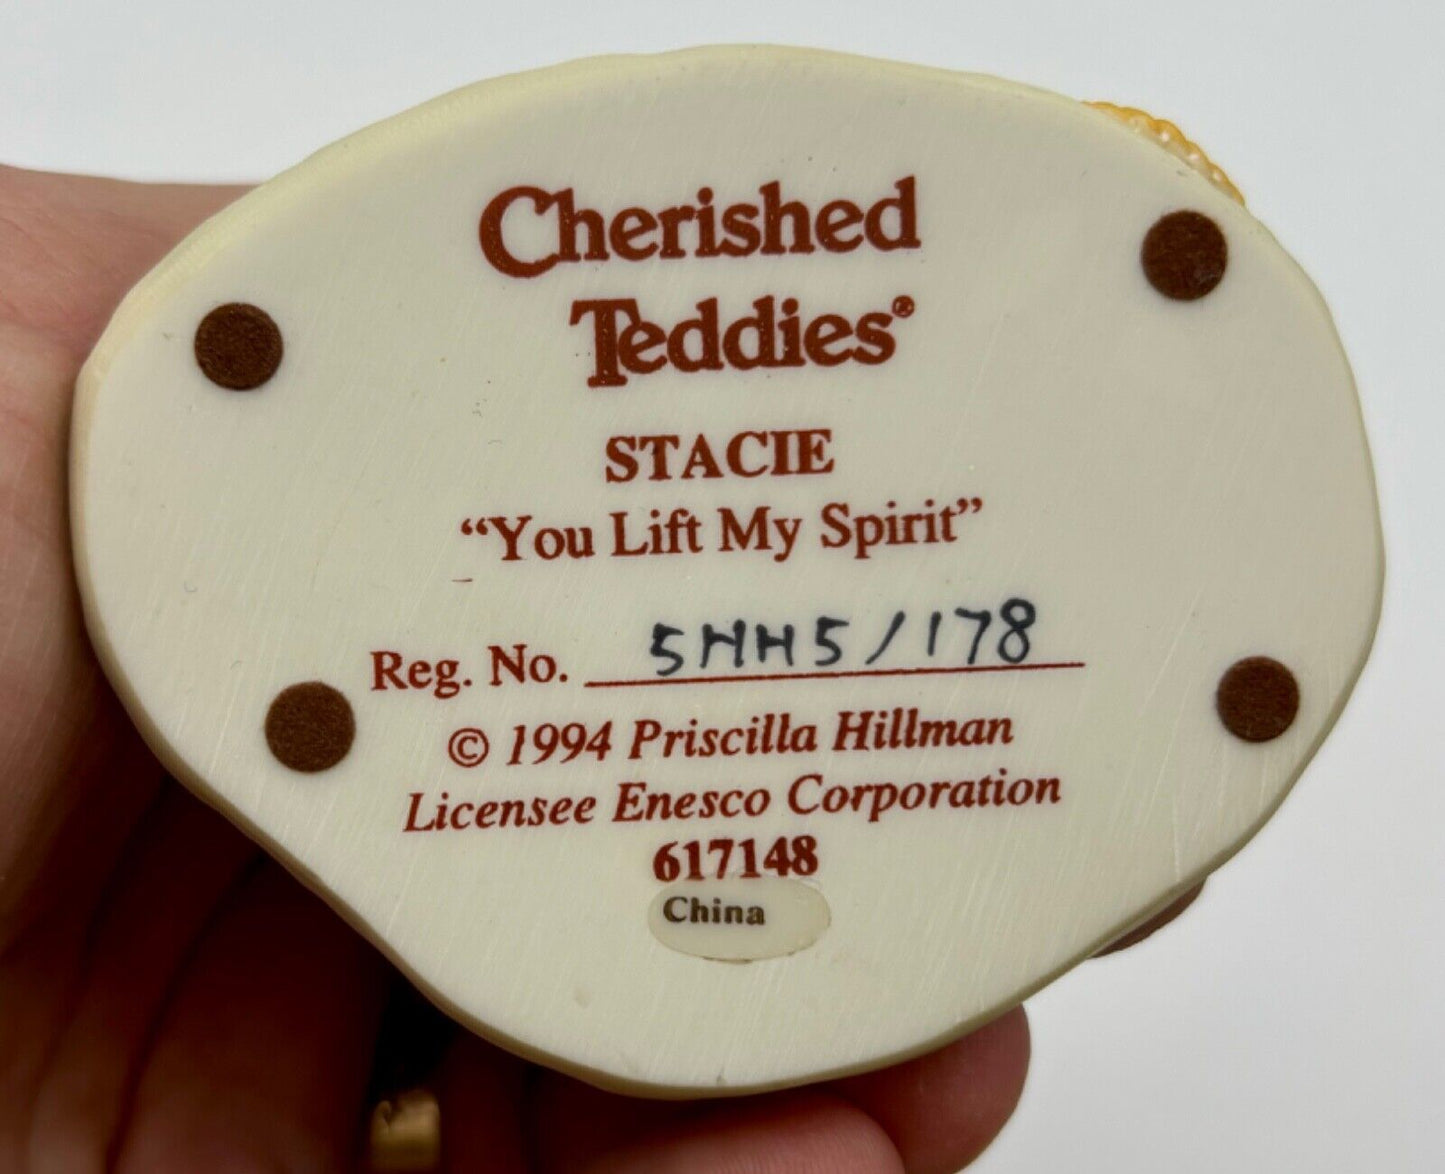 Cherished
Teddies®
STACIE
“You Lift My Spirit”
Reg. No. 5HH5/178
© 1994 Priscilla Hillman
Licensee Enesco Corporation
617148
China